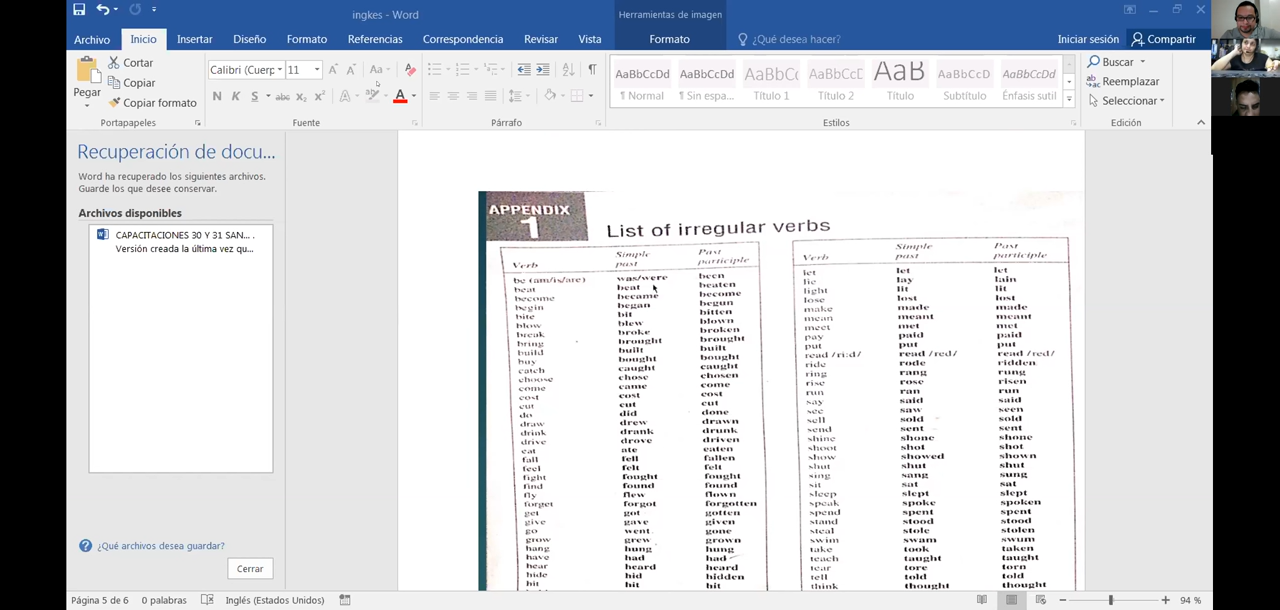 ingkes - Word
Herramientas de imagen
Archivo Inicio Insertar Diseño Formato Referencias Correspondencia Revisar Vista Formato ¿Qué desea hacer? Iniciar sesión Compartir
Pegar
Cortar
Copiar
Copiar formato
Portapapeles
Calibri (Cuerp 11
N K S abc x₂ x²
Fuente
Párrafo
AaBbCcDd AaBbCcDd AaBbC AaBbCcD AaB AaBbCcD AaBbCcDd
¶ Normal ¶ Sin espa... Título 1 Título 2 Título Subtítulo Énfasis sutil
Estilos
Buscar
Reemplazar
Seleccionar
Edición
Recuperación de docu...
Word ha recuperado los siguientes archivos.
Guarde los que desee conservar.
Archivos disponibles
CAPACITACIONES 30 Y 31 SAN... .
Versión creada la última vez qu...
¿Qué archivos desea guardar?
Cerrar
APPENDIX
1
List of irregular verbs
Verb Simple past Past participle
be (am/is/are) was/were been
beat beat beaten
become became become
begin began begun
bite bit bitten
blow blew blown
break broke broken
bring brought brought
build built built
buy bought bought
catch caught caught
choose chose chosen
come came come
cost cost cost
cut cut cut
do did done
draw drew drawn
drink drank drunk
drive drove driven
eat ate eaten
fall fell fallen
feel felt felt
fight fought fought
find found found
fly flew flown
forget forgot forgotten
get got gotten
give gave given
go went gone
grow grew grown
hang hung hung
have had had
hear heard heard
hide hid hidden
hit hit hit
Verb Simple past Past participle
let let let
lie lay lain
light lit lit
lose lost lost
make made made
mean meant meant
meet met met
pay paid paid
put put put
read /ri:d/ read /red/ read /red/
ride rode ridden
ring rang rung
rise rose risen
run ran run
say said said
see saw seen
sell sold sold
send sent sent
shine shone shone
shoot shot shot
show showed shown
shut shut shut
sing sang sung
sit sat sat
sleep slept slept
speak spoke spoken
spend spent spent
stand stood stood
steal stole stolen
swim swam swum
take took taken
teach taught taught
tear tore torn
tell told told
think thought thought
Página 5 de 6 0 palabras Inglés (Estados Unidos) 94 %